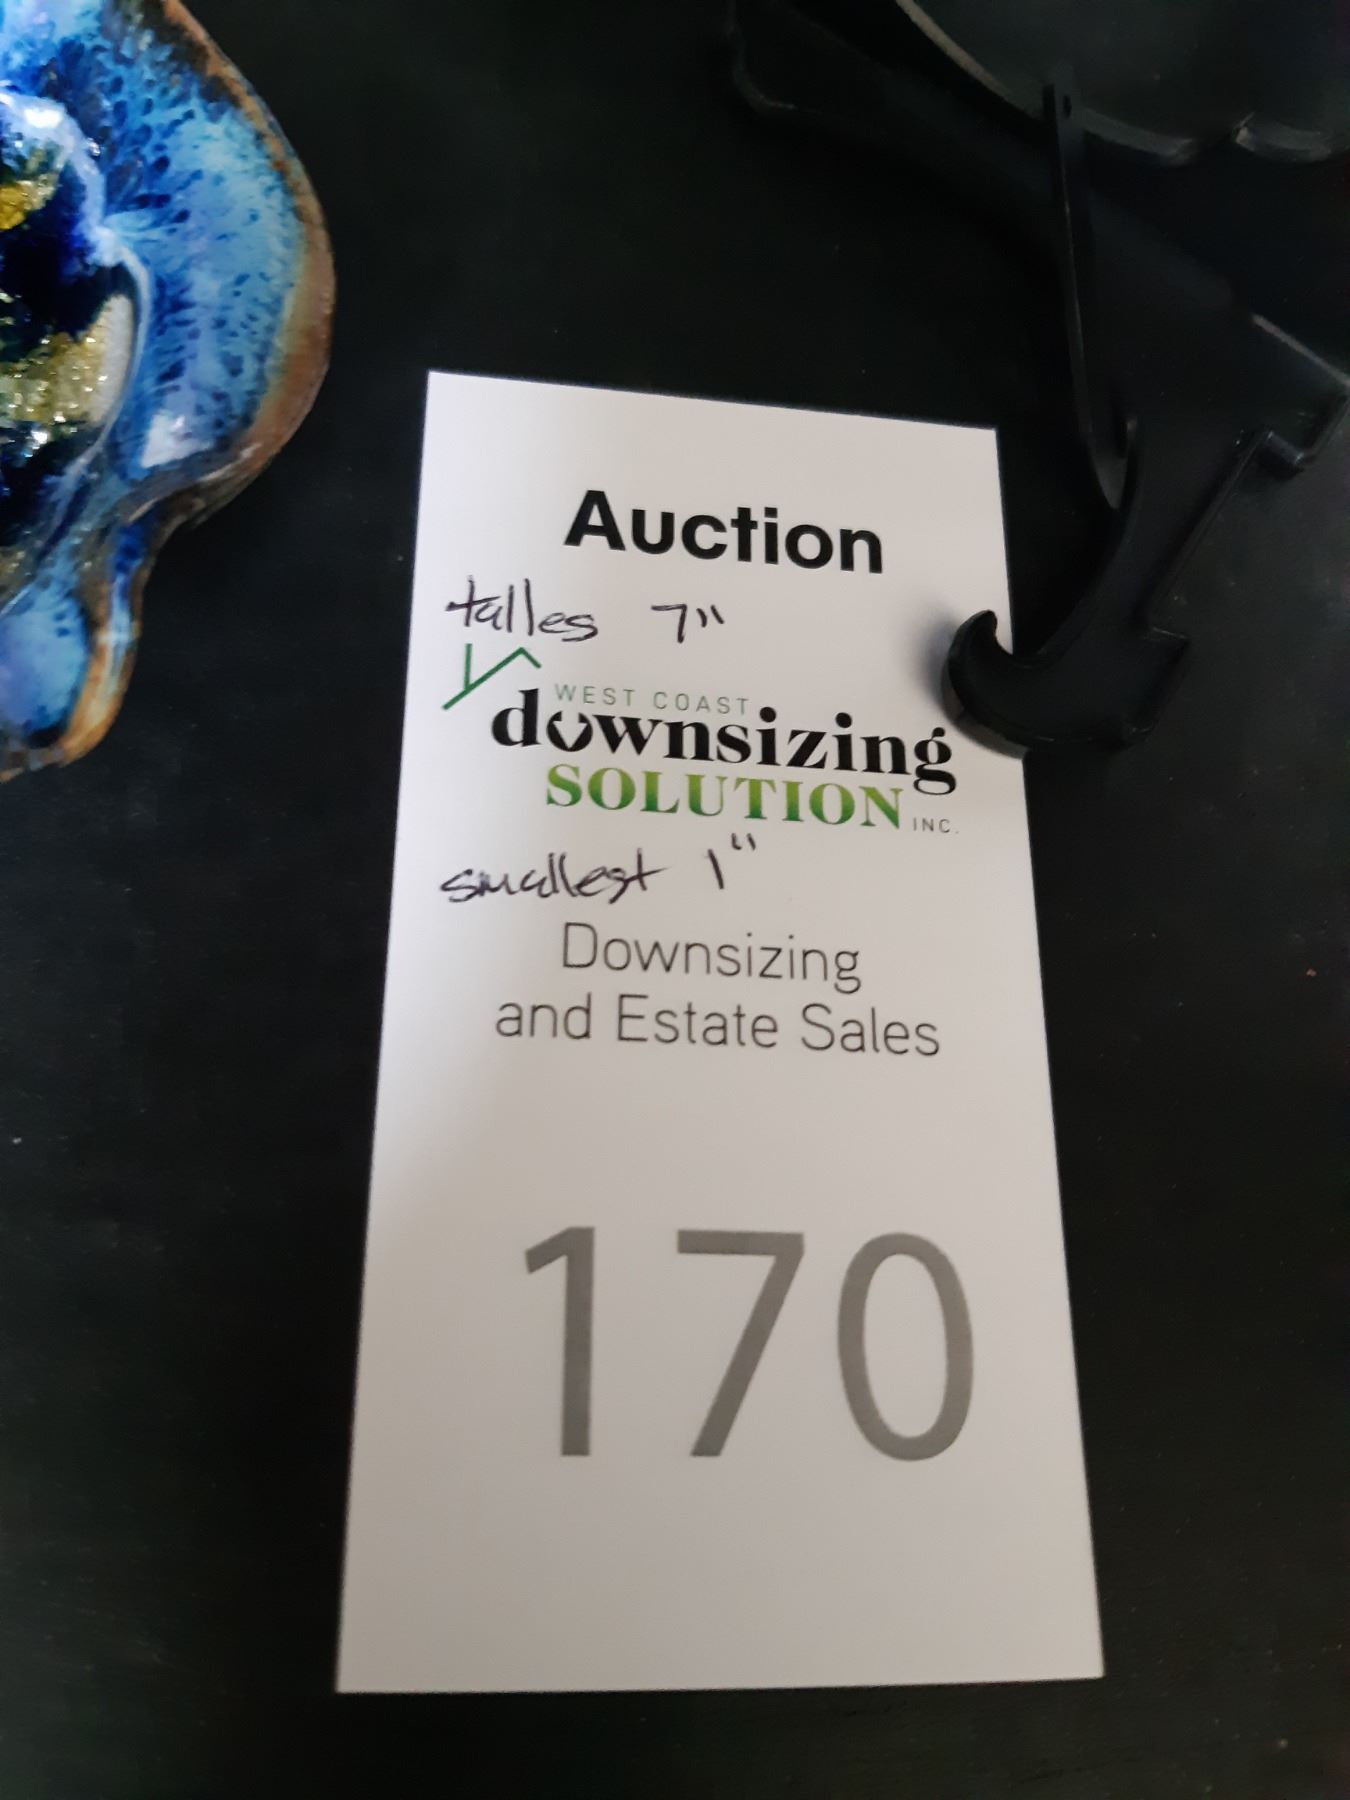 Auction
talles 7"
WEST COAST
downsizing
SOLUTION INC.
smallest 1"
Downsizing
and Estate Sales
170